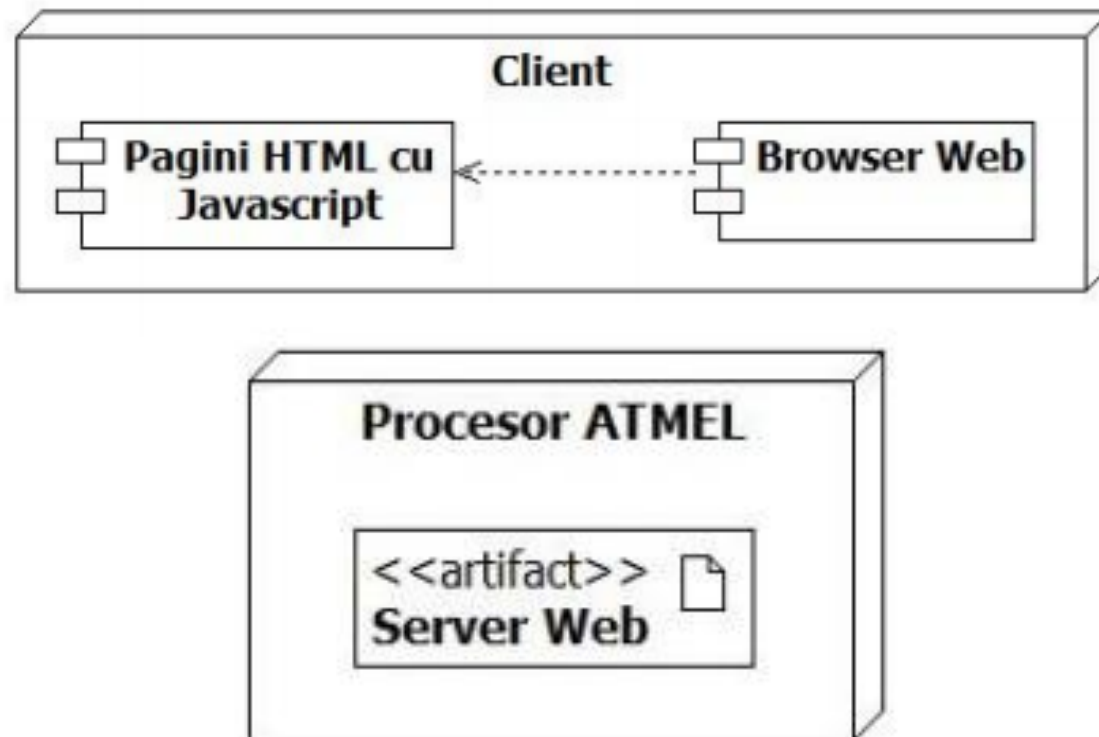 Client
Pagini HTML cu
Javascript
Browser Web
Procesor ATMEL
<<artifact>>
Server Web